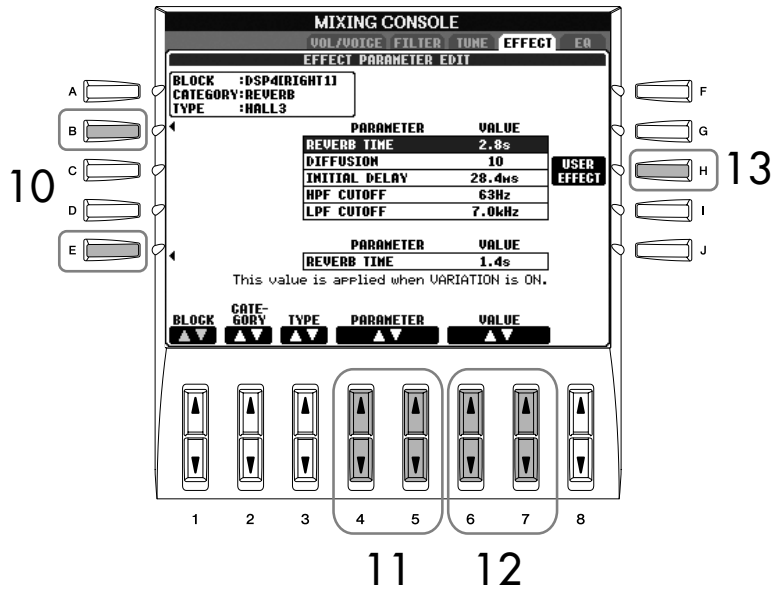 MIXING CONSOLE
VOL/VOICE FILTER TUNE EFFECT EQ
EFFECT PARAMETER EDIT
BLOCK :DSP4[RIGHT1]
CATEGORY:REVERB
TYPE :HALL3
PARAMETER VALUE
REVERB TIME 2.8s
DIFFUSION 10
INITIAL DELAY 28.4ms
HPF CUTOFF 63Hz
LPF CUTOFF 7.0kHz
USER
EFFECT
PARAMETER VALUE
REVERB TIME 1.4s
This value is applied when VARIATION is ON.
BLOCK CATE-
GORY TYPE PARAMETER VALUE
A
B
C
D
E
F
G
H
I
J
10
13
1 2 3 4 5 6 7 8
11 12